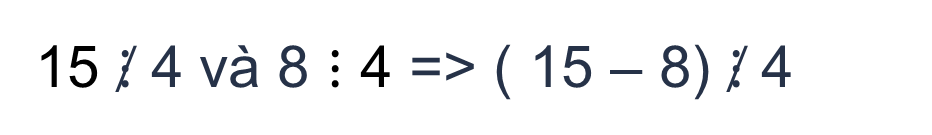 15 ⋮̸ 4 và 8 ⋮ 4 => ( 15 – 8) ⋮̸ 4